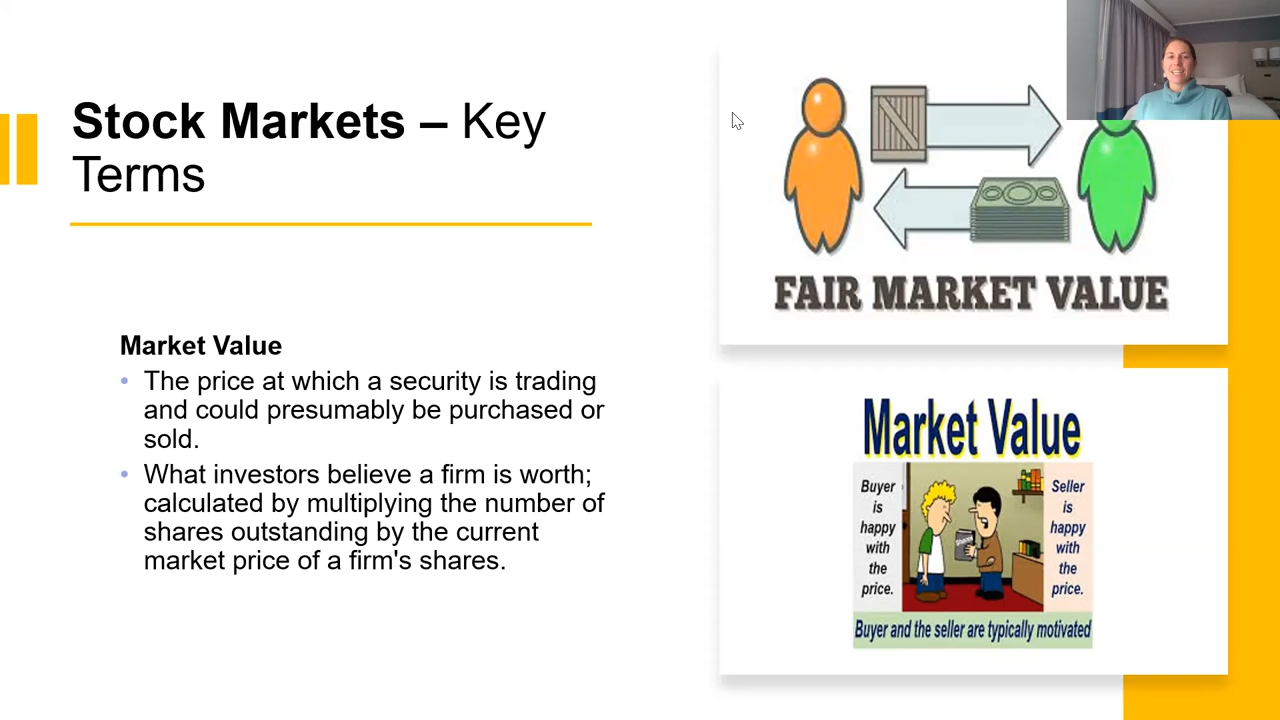 Stock Markets – Key
Terms
Market Value
• The price at which a security is trading
and could presumably be purchased or
sold.
• What investors believe a firm is worth;
calculated by multiplying the number of
shares outstanding by the current
market price of a firm's shares.
FAIR MARKET VALUE
Market Value
Buyer
is
happy
with
the
price.
Seller
is
happy
with
the
price.
Buyer and the seller are typically motivated